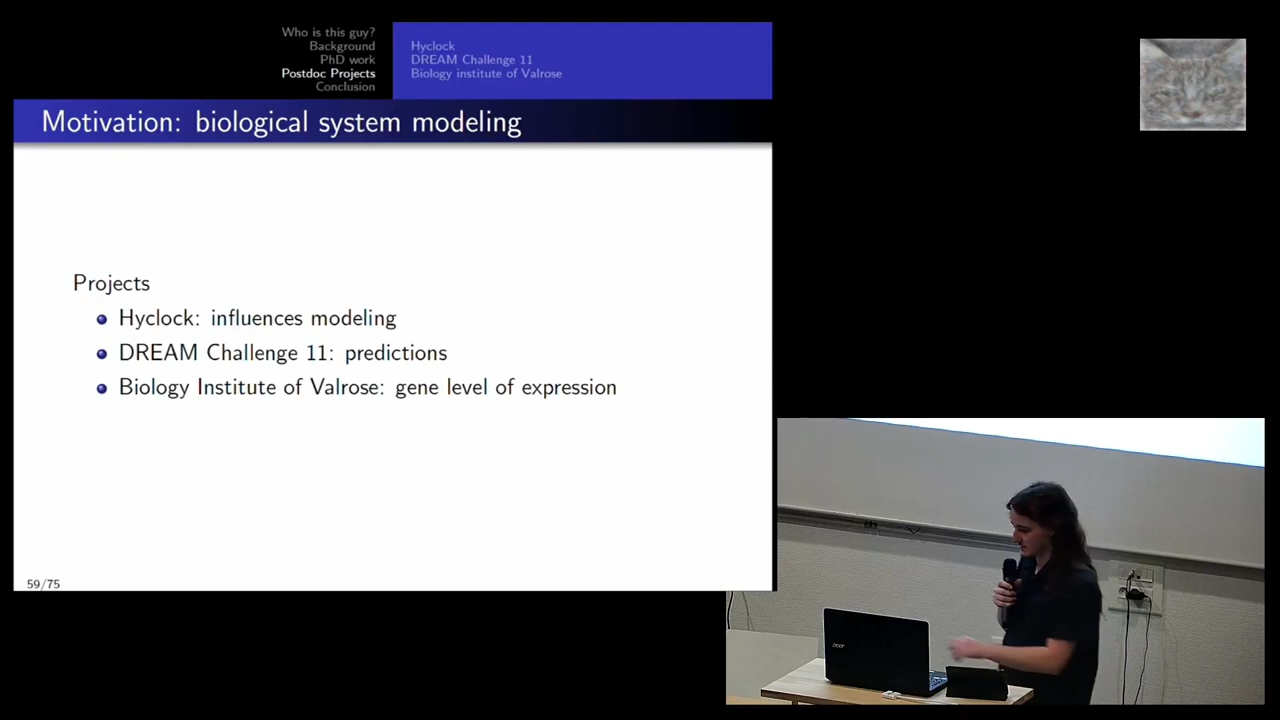 Who is this guy?
Background
PhD work
Postdoc Projects
Conclusion
Hyclock
DREAM Challenge 11
Biology institute of Valrose
Motivation: biological system modeling
Projects
Hyclock: influences modeling
DREAM Challenge 11: predictions
Biology Institute of Valrose: gene level of expression
59/75
acer